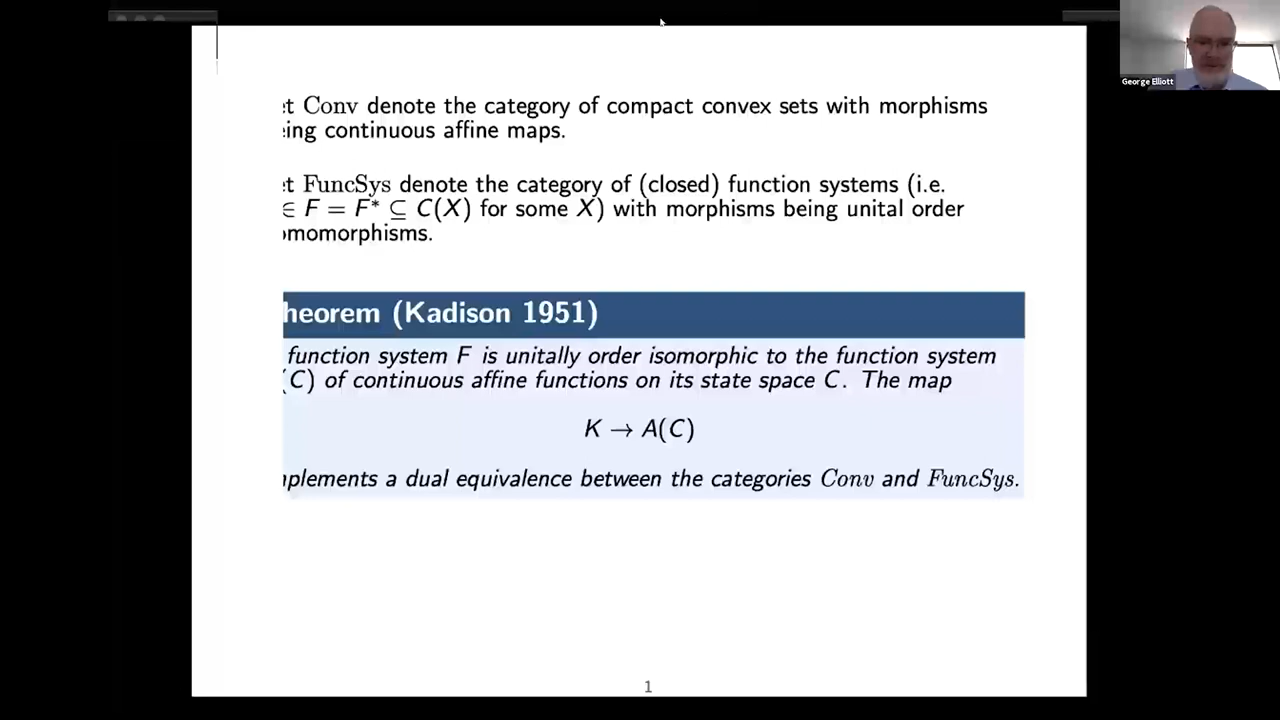 George Elliott
et Conv denote the category of compact convex sets with morphisms
eing continuous affine maps.
et FuncSys denote the category of (closed) function systems (i.e.
∈ F = F* ⊆ C(X) for some X) with morphisms being unital order
omomorphisms.
heorem (Kadison 1951)
function system F is unitally order isomorphic to the function system
(C) of continuous affine functions on its state space C. The map
K → A(C)
nplements a dual equivalence between the categories Conv and FuncSys.
1